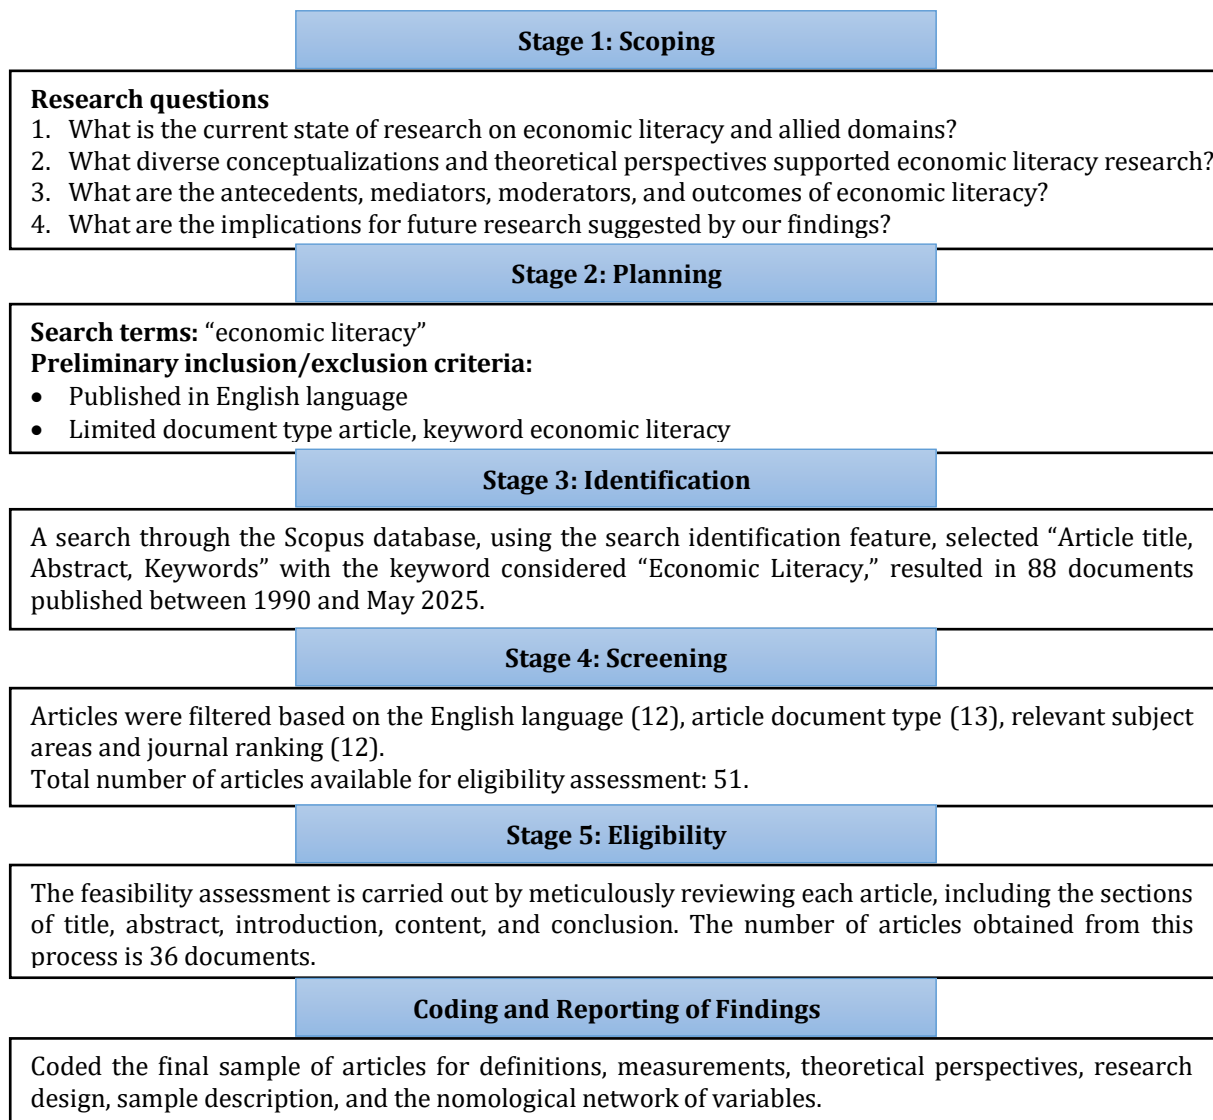 Stage 1: Scoping
Research questions
1. What is the current state of research on economic literacy and allied domains?
2. What diverse conceptualizations and theoretical perspectives supported economic literacy research?
3. What are the antecedents, mediators, moderators, and outcomes of economic literacy?
4. What are the implications for future research suggested by our findings?
Stage 2: Planning
Search terms: “economic literacy”
Preliminary inclusion/exclusion criteria:
• Published in English language
• Limited document type article, keyword economic literacy
Stage 3: Identification
A search through the Scopus database, using the search identification feature, selected “Article title,
Abstract, Keywords” with the keyword considered “Economic Literacy,” resulted in 88 documents
published between 1990 and May 2025.
Stage 4: Screening
Articles were filtered based on the English language (12), article document type (13), relevant subject
areas and journal ranking (12).
Total number of articles available for eligibility assessment: 51.
Stage 5: Eligibility
The feasibility assessment is carried out by meticulously reviewing each article, including the sections
of title, abstract, introduction, content, and conclusion. The number of articles obtained from this
process is 36 documents.
Coding and Reporting of Findings
Coded the final sample of articles for definitions, measurements, theoretical perspectives, research
design, sample description, and the nomological network of variables.